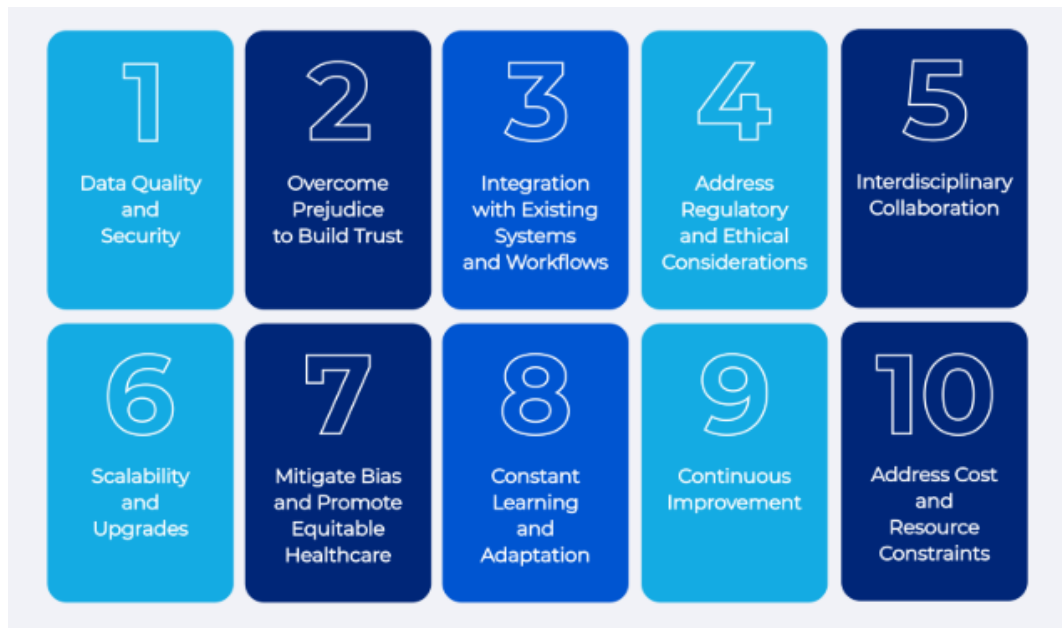 1
Data Quality
and
Security
2
Overcome
Prejudice
to Build Trust
3
Integration
with Existing
Systems
and Workflows
4
Address
Regulatory
and Ethical
Considerations
5
Interdisciplinary
Collaboration
6
Scalability
and
Upgrades
7
Mitigate Bias
and Promote
Equitable
Healthcare
8
Constant
Learning
and
Adaptation
9
Continuous
Improvement
10
Address Cost
and
Resource
Constraints